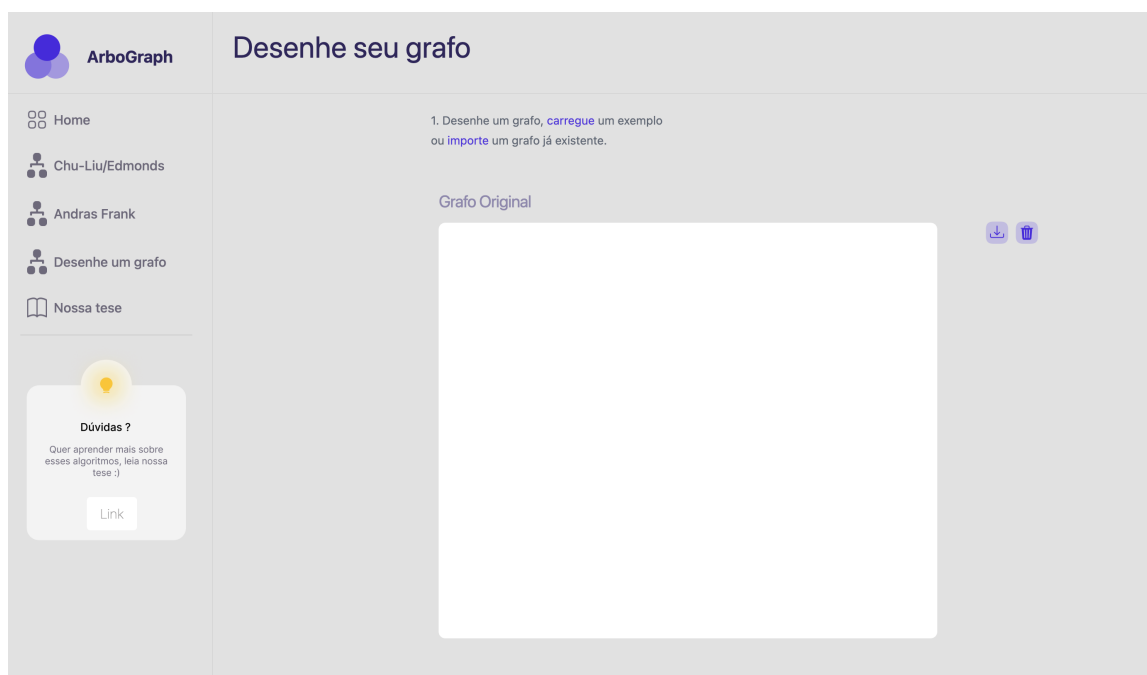 ArboGraph
Desenhe seu grafo
Home
Chu-Liu/Edmonds
Andras Frank
Desenhe um grafo
Nossa tese
Dúvidas ?
Quer aprender mais sobre
esses algoritmos, leia nossa
tese :)
Link
1. Desenhe um grafo, carregue um exemplo
ou importe um grafo já existente.
Grafo Original